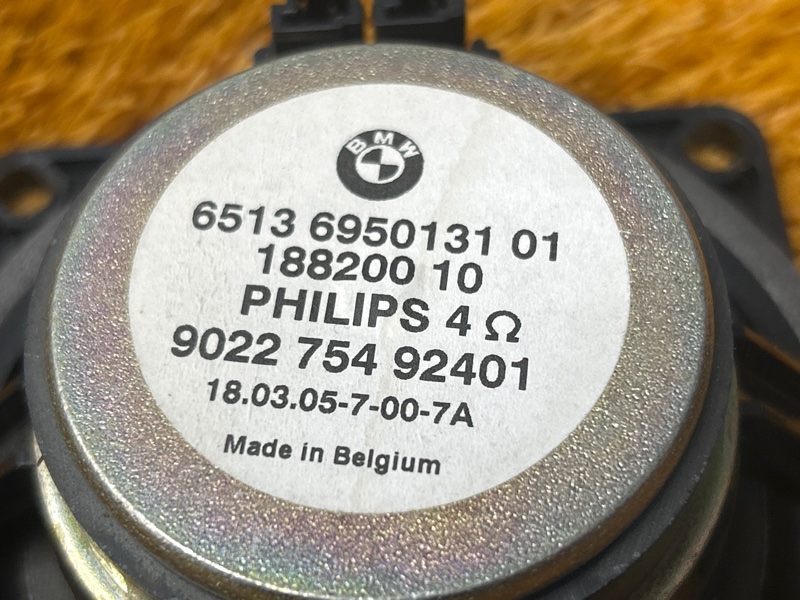 BMW
6513 6950131 01
188200 10
PHILIPS 4 Ω
9022 754 92401
18.03.05-7-00-7A
Made in Belgium